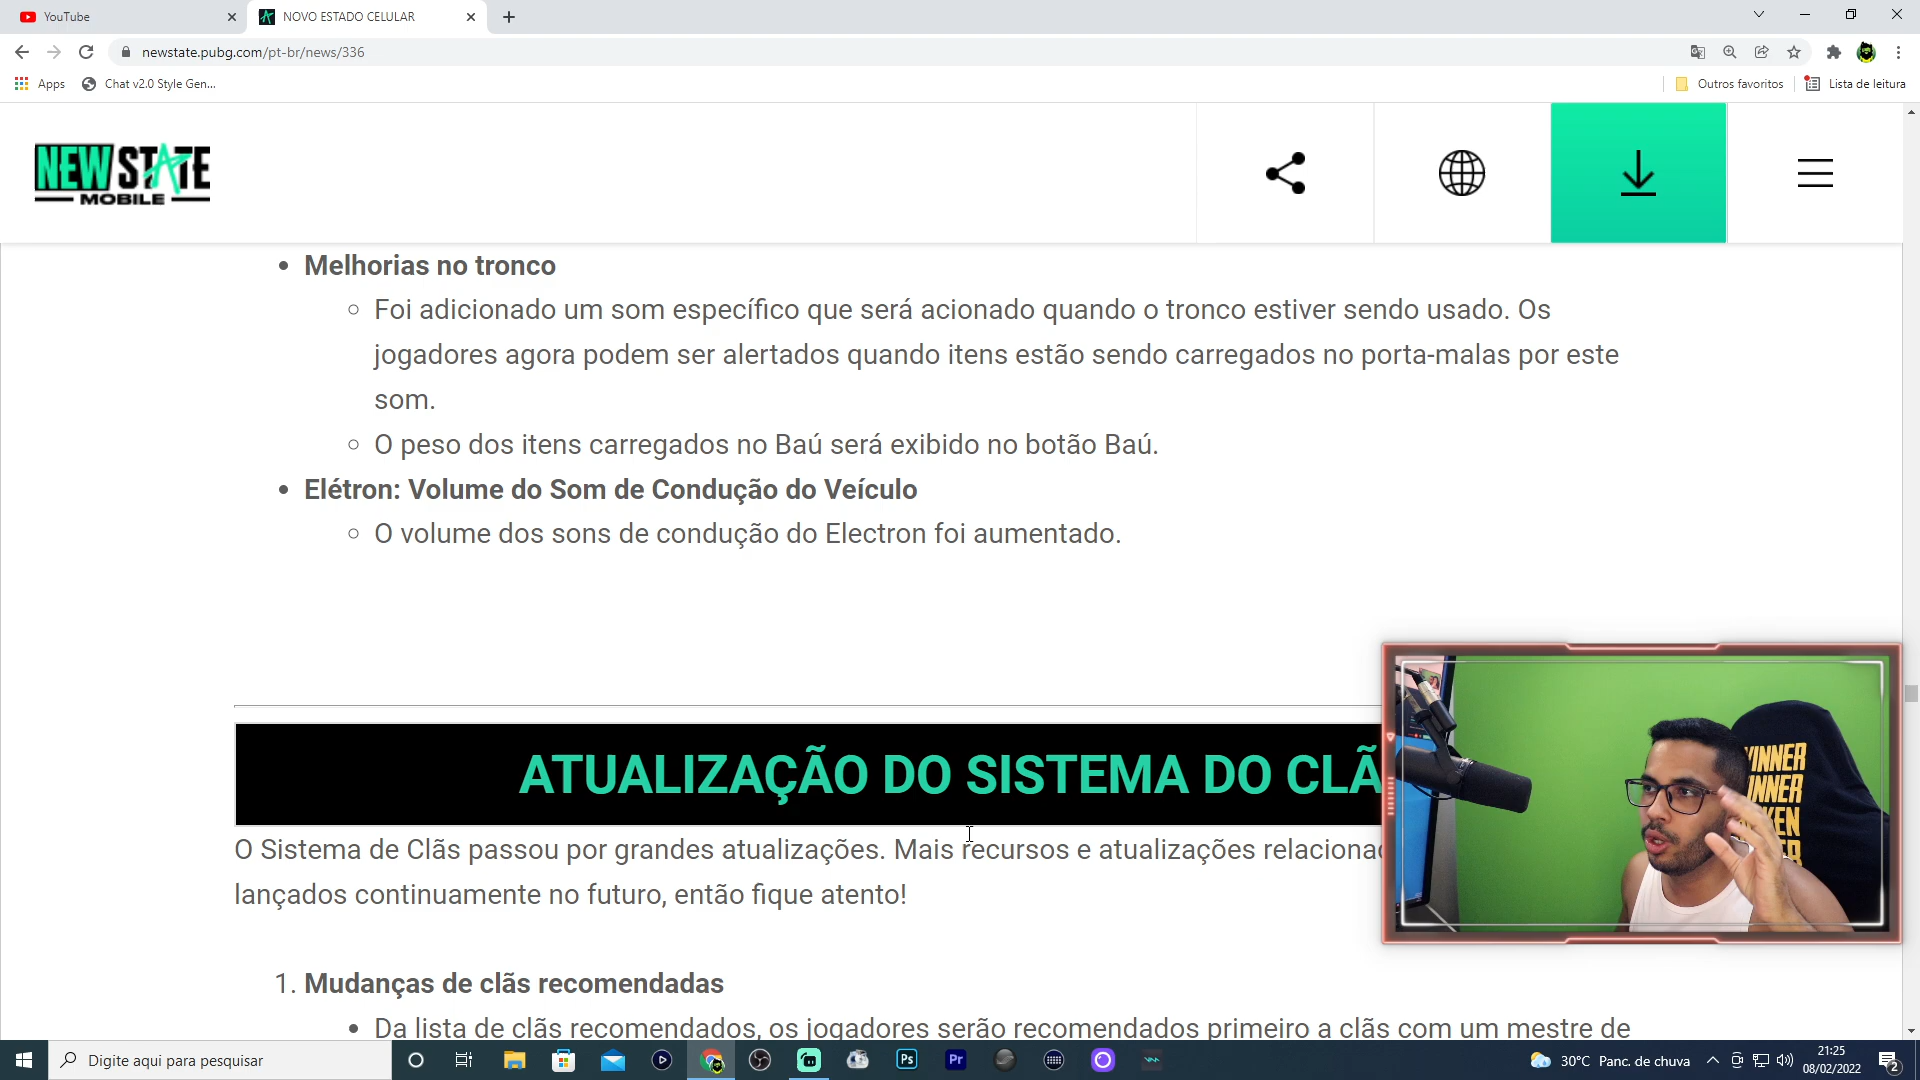 YouTube
NOVO ESTADO CELULAR
newstate.pubg.com/pt-br/news/336
Apps
Chat v2.0 Style Gen...
Outros favoritos
Lista de leitura
NEW STATE
MOBILE
• Melhorias no tronco
○ Foi adicionado um som específico que será acionado quando o tronco estiver sendo usado. Os
jogadores agora podem ser alertados quando itens estão sendo carregados no porta-malas por este
som.
○ O peso dos itens carregados no Baú será exibido no botão Baú.
• Elétron: Volume do Som de Condução do Veículo
○ O volume dos sons de condução do Electron foi aumentado.
ATUALIZAÇÃO DO SISTEMA DO CLÃ
O Sistema de Clãs passou por grandes atualizações. Mais recursos e atualizações
lançados continuamente no futuro, então fique atento!
WINNER
WINNER
1. Mudanças de clãs recomendadas
• Da lista de clãs recomendados, os jogadores serão recomendados primeiro a clãs com um mestre de
Digite aqui para pesquisar
Ps
Pr
30°C Panc. de chuva
21:25
08/02/2022
2